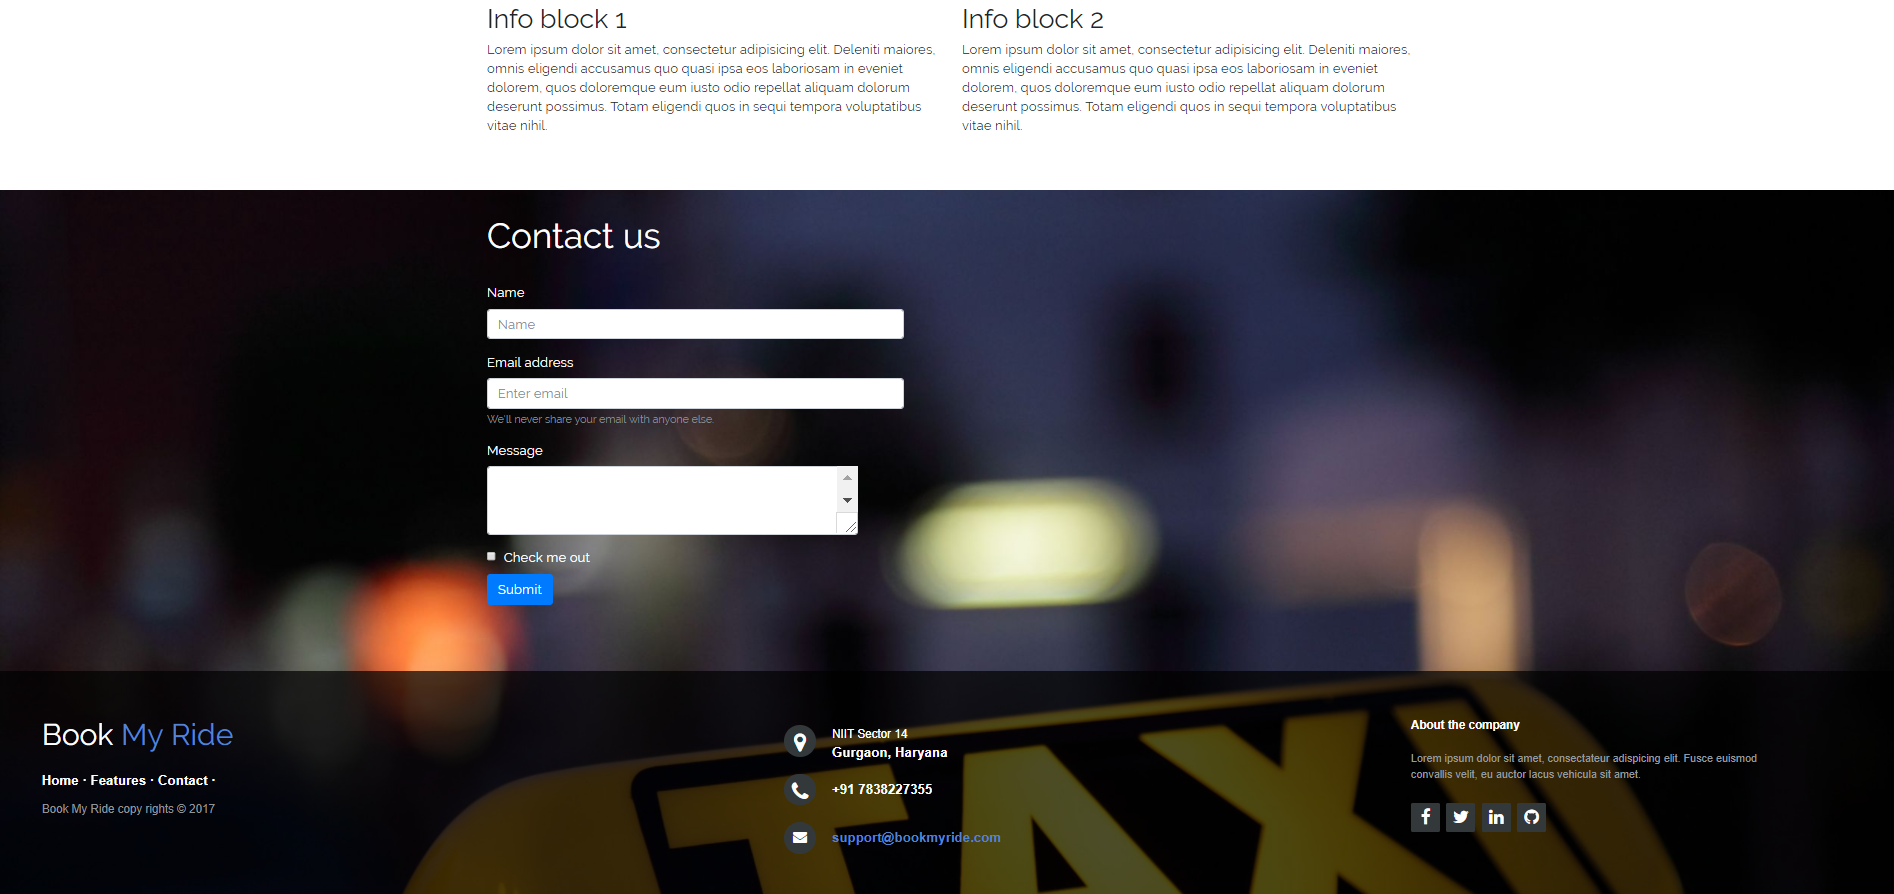 Info block 1
Lorem ipsum dolor sit amet, consectetur adipisicing elit. Deleniti maiores,
omnis eligendi accusamus quo quasi ipsa eos laboriosam in eveniet
dolorem, quos doloremque eum iusto odio repellat aliquam dolorum
deserunt possimus. Totam eligendi quos in sequi tempora voluptatibus
vitae nihil.
Info block 2
Lorem ipsum dolor sit amet, consectetur adipisicing elit. Deleniti maiores,
omnis eligendi accusamus quo quasi ipsa eos laboriosam in eveniet
dolorem, quos doloremque eum iusto odio repellat aliquam dolorum
deserunt possimus. Totam eligendi quos in sequi tempora voluptatibus
vitae nihil.
Contact us
Name
Name
Email address
Enter email
We'll never share your email with anyone else.
Message
Check me out
Submit
Book My Ride
Home · Features · Contact ·
Book My Ride copy rights © 2017
NIIT Sector 14
Gurgaon, Haryana
+91 7838227355
support@bookmyride.com
About the company
Lorem ipsum dolor sit amet, consectateur adipiscing elit. Fusce euismod
convallis velit, eu auctor lacus vehicula sit amet.
TAXI